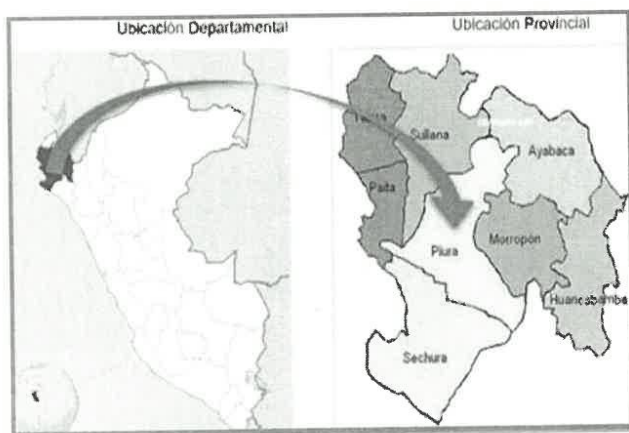 Ubicación Departamental
Ubicación Provincial
Sullana
Ayabaca
Paita
Piura
Morropón
Huancabamba
Sechura